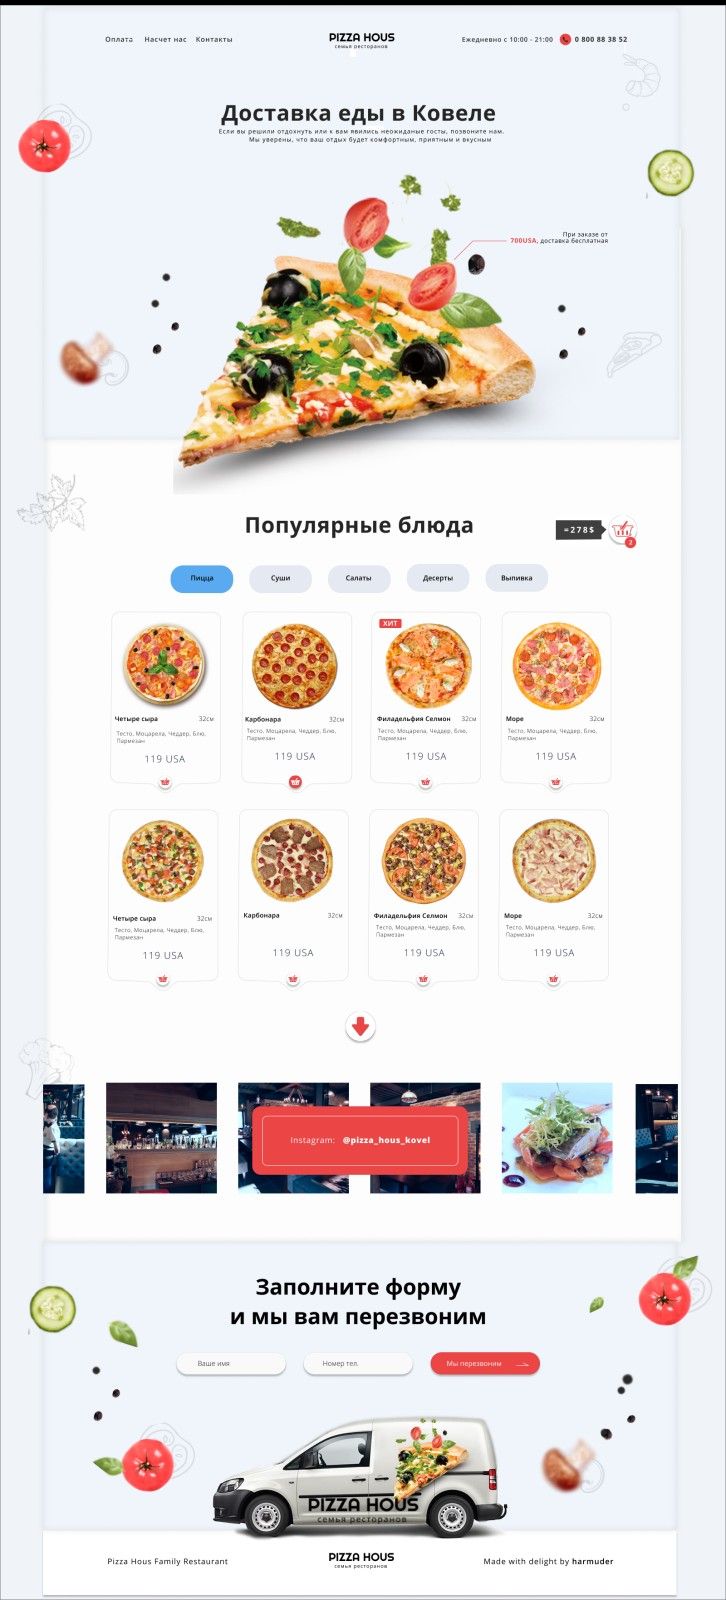 Оплата Насчет нас Контакты
PIZZA HOUS
семья ресторанов
Ежедневно с 10:00 - 21:00 0 800 88 38 52
Доставка еды в Ковеле
Если вы решили отдохнуть или к вам явились неожиданые госты, позвоните нам.
Мы уверены, что ваш отдых будет комфортным, приятным и вкусным
При заказе от
700USA, доставка бесплатная
Популярные блюда
=278$
2
Пицца Суши Салаты Десерты Выпивка
ХИТ
Четыре сыра 32см
Тесто, Моцарела, Чеддер, Блю,
Пармезан
119 USA
Карбонара 32см
Тесто, Моцарела, Чеддер, Блю,
Пармезан
119 USA
Филадельфия Селмон 32см
Тесто, Моцарела, Чеддер, Блю,
Пармезан
119 USA
Море 32см
Тесто, Моцарела, Чеддер, Блю,
Пармезан
119 USA
Четыре сыра 32см
Тесто, Моцарела, Чеддер, Блю,
Пармезан
119 USA
Карбонара 32см
119 USA
Филадельфия Селмон 32см
Тесто, Моцарела, Чеддер, Блю,
Пармезан
119 USA
Море 32см
Тесто, Моцарела, Чеддер, Блю,
Пармезан
119 USA
Instagram: @pizza_hous_kovel
Заполните форму
и мы вам перезвоним
Ваше имя Номер тел. Мы перезвоним
PIZZA HOUS
семья ресторанов
Pizza Hous Family Restaurant
PIZZA HOUS
семья ресторанов
Made with delight by harmuder